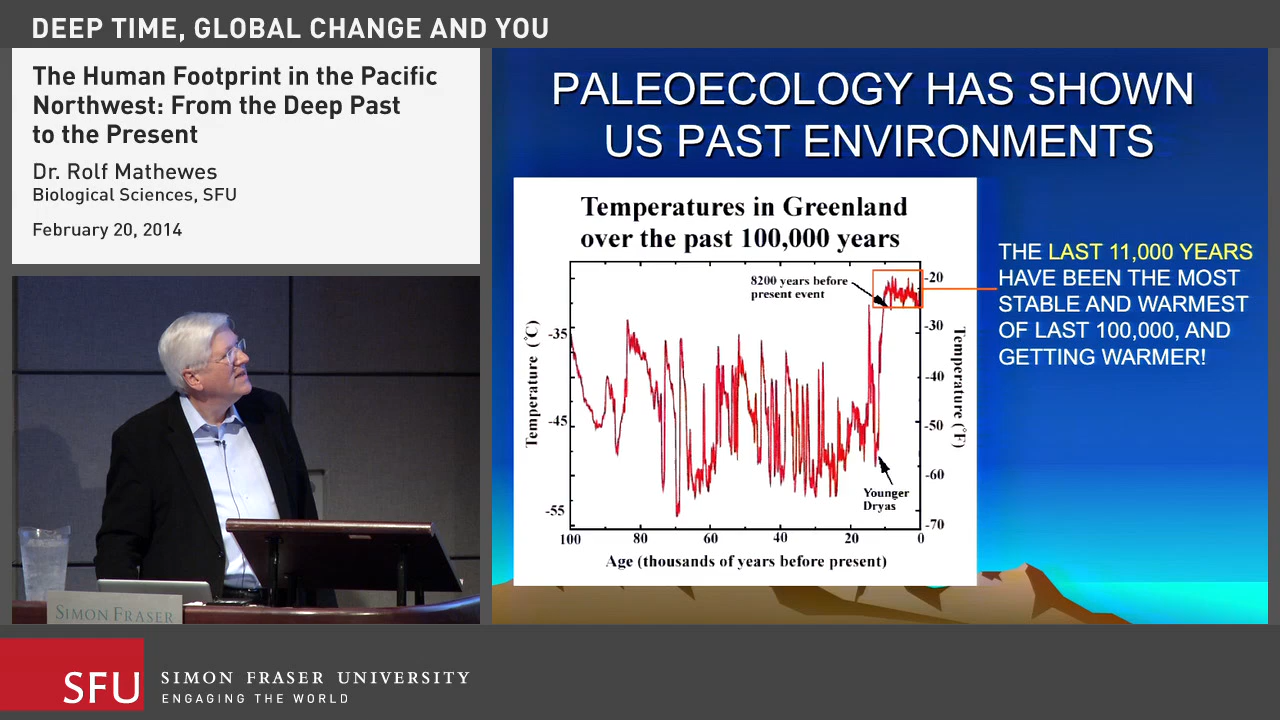 DEEP TIME, GLOBAL CHANGE AND YOU
The Human Footprint in the Pacific
Northwest: From the Deep Past
to the Present
Dr. Rolf Mathewes
Biological Sciences, SFU
February 20, 2014
PALEOECOLOGY HAS SHOWN
US PAST ENVIRONMENTS
Temperatures in Greenland
over the past 100,000 years
8200 years before
present event
-35
-45
-55
Temperature (°C)
-20
-30
-40
-50
-60
-70
Temperature (°F)
Younger
Dryas
100 80 60 40 20 0
Age (thousands of years before present)
THE LAST 11,000 YEARS
HAVE BEEN THE MOST
STABLE AND WARMEST
OF LAST 100,000, AND
GETTING WARMER!
SIMON FRASER
SFU
SIMON FRASER UNIVERSITY
ENGAGING THE WORLD